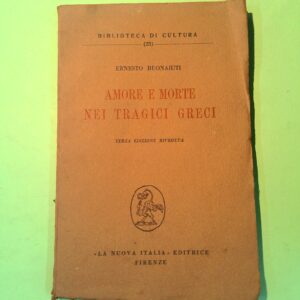 BIBLIOTECA DI CULTURA
ERNESTO BUONAIUTI
AMORE E MORTE
NEI TRAGICI GRECI
TERZA EDIZIONE RIVEDUTA
«LA NUOVA ITALIA» EDITRICE
FIRENZE